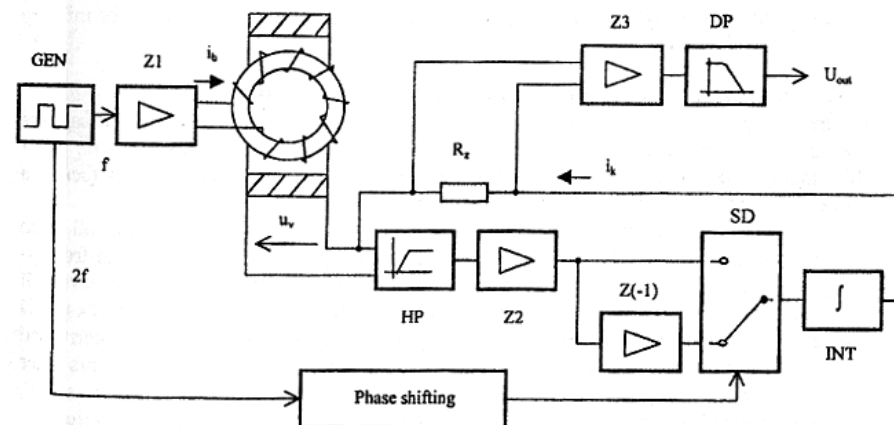 GEN
Z1
i_b
Z3
DP
U_out
f
R_z
i_k
u_v
SD
2f
HP
Z2
Z(-1)
∫
INT
Phase shifting